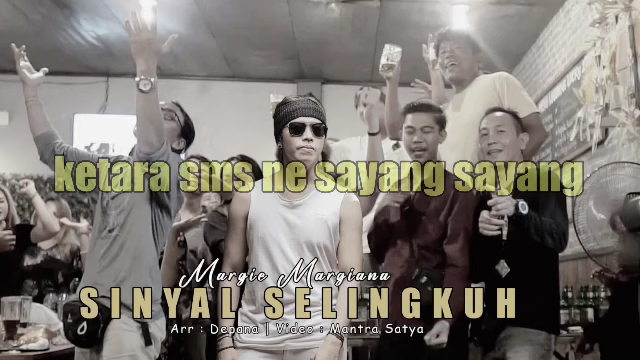 ketara sms ne sayang sayang
Margie Margiana
SINYAL SELINGKUH
Arr : Depana | Video : Mantra Satya